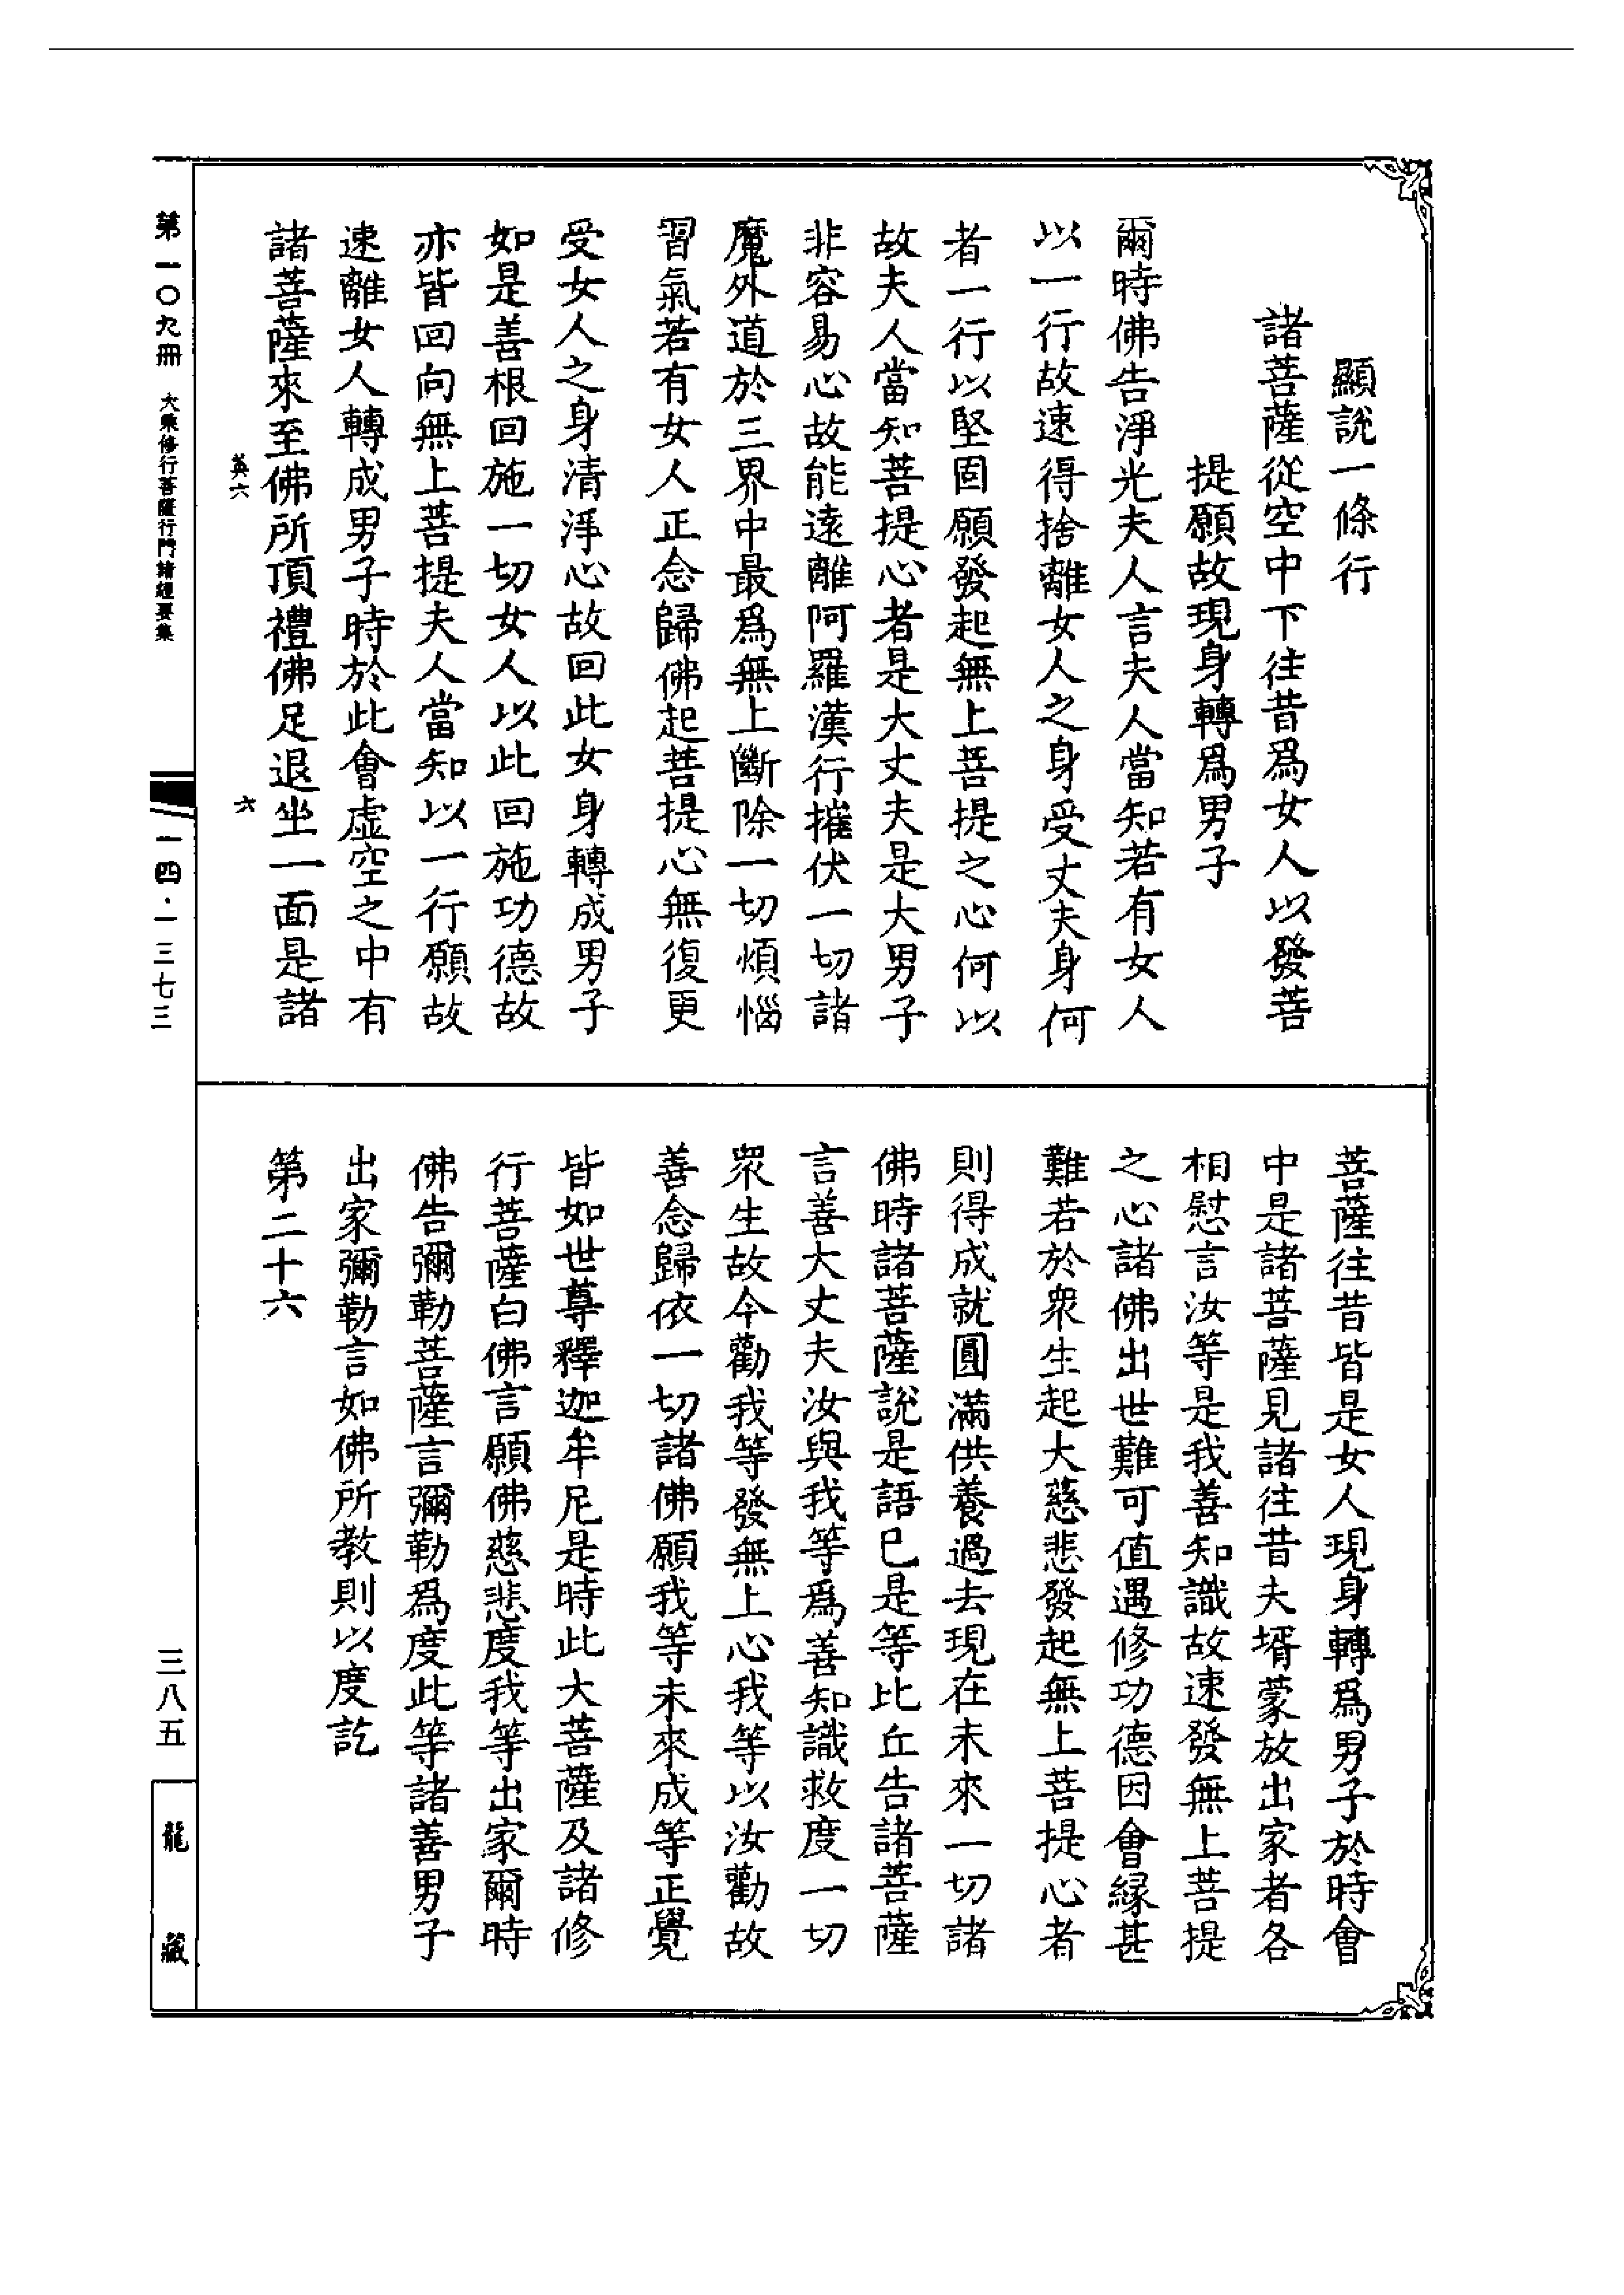 顯說一條行
諸菩薩從空中下往昔爲女人以發菩
提願故現身轉爲男子
爾時佛告淨光夫人言夫人當知若有女人
以一行故速得捨離女人之身受丈夫身何
者一行以堅固願發起無上菩提之心何以
故夫人當知菩提心者是大丈夫是大男子
非容易心故能遠離阿羅漢行摧伏一切諸
魔外道於三界中最爲無上斷除一切煩惱
習氣若有女人正念歸佛起菩提心無復更
受女人之身清淨心故回此女身轉成男子
如是善根回施一切女人以此回施功德故
亦皆回向無上菩提夫人當知以一行願故
速離女人轉成男子時於此會虛空之中有
諸菩薩來至佛所頂禮佛足退坐一面是諸
英六
六
菩薩往昔皆是女人現身轉爲男子於時會
中是諸菩薩見諸往昔夫壻蒙放出家者各
相慰言汝等是我善知識故速發無上菩提
之心諸佛出世難可值遇修功德因會緣甚
難若於衆生起大慈悲發起無上菩提心者
則得成就圓滿供養過去現在未來一切諸
佛時諸菩薩說是語已是等比丘告諸菩薩
言善大丈夫汝與我等爲善知識救度一切
衆生故今勸我等發無上心我等以汝勸故
善念歸依一切諸佛願我等未來成等正覺
皆如世尊釋迦牟尼是時此大菩薩及諸修
行菩薩白佛言願佛慈悲度我等出家爾時
佛告彌勒菩薩言彌勒爲度此等諸善男子
出家彌勒言如佛所教則以度訖
第二十六
第一〇九冊 大乘修行菩薩行門諸經要集
一四·一三七三
三八五
龍藏